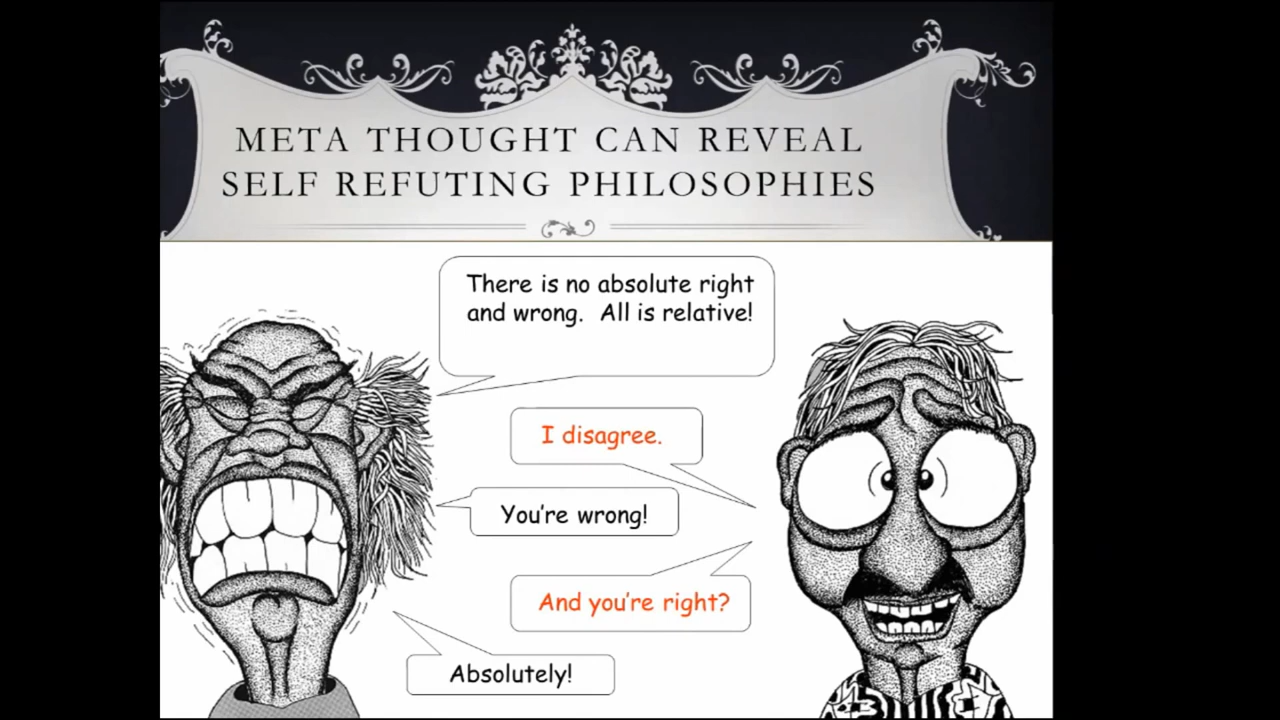 META THOUGHT CAN REVEAL
SELF REFUTING PHILOSOPHIES
There is no absolute right
and wrong.  All is relative!
I disagree.
You're wrong!
And you're right?
Absolutely!